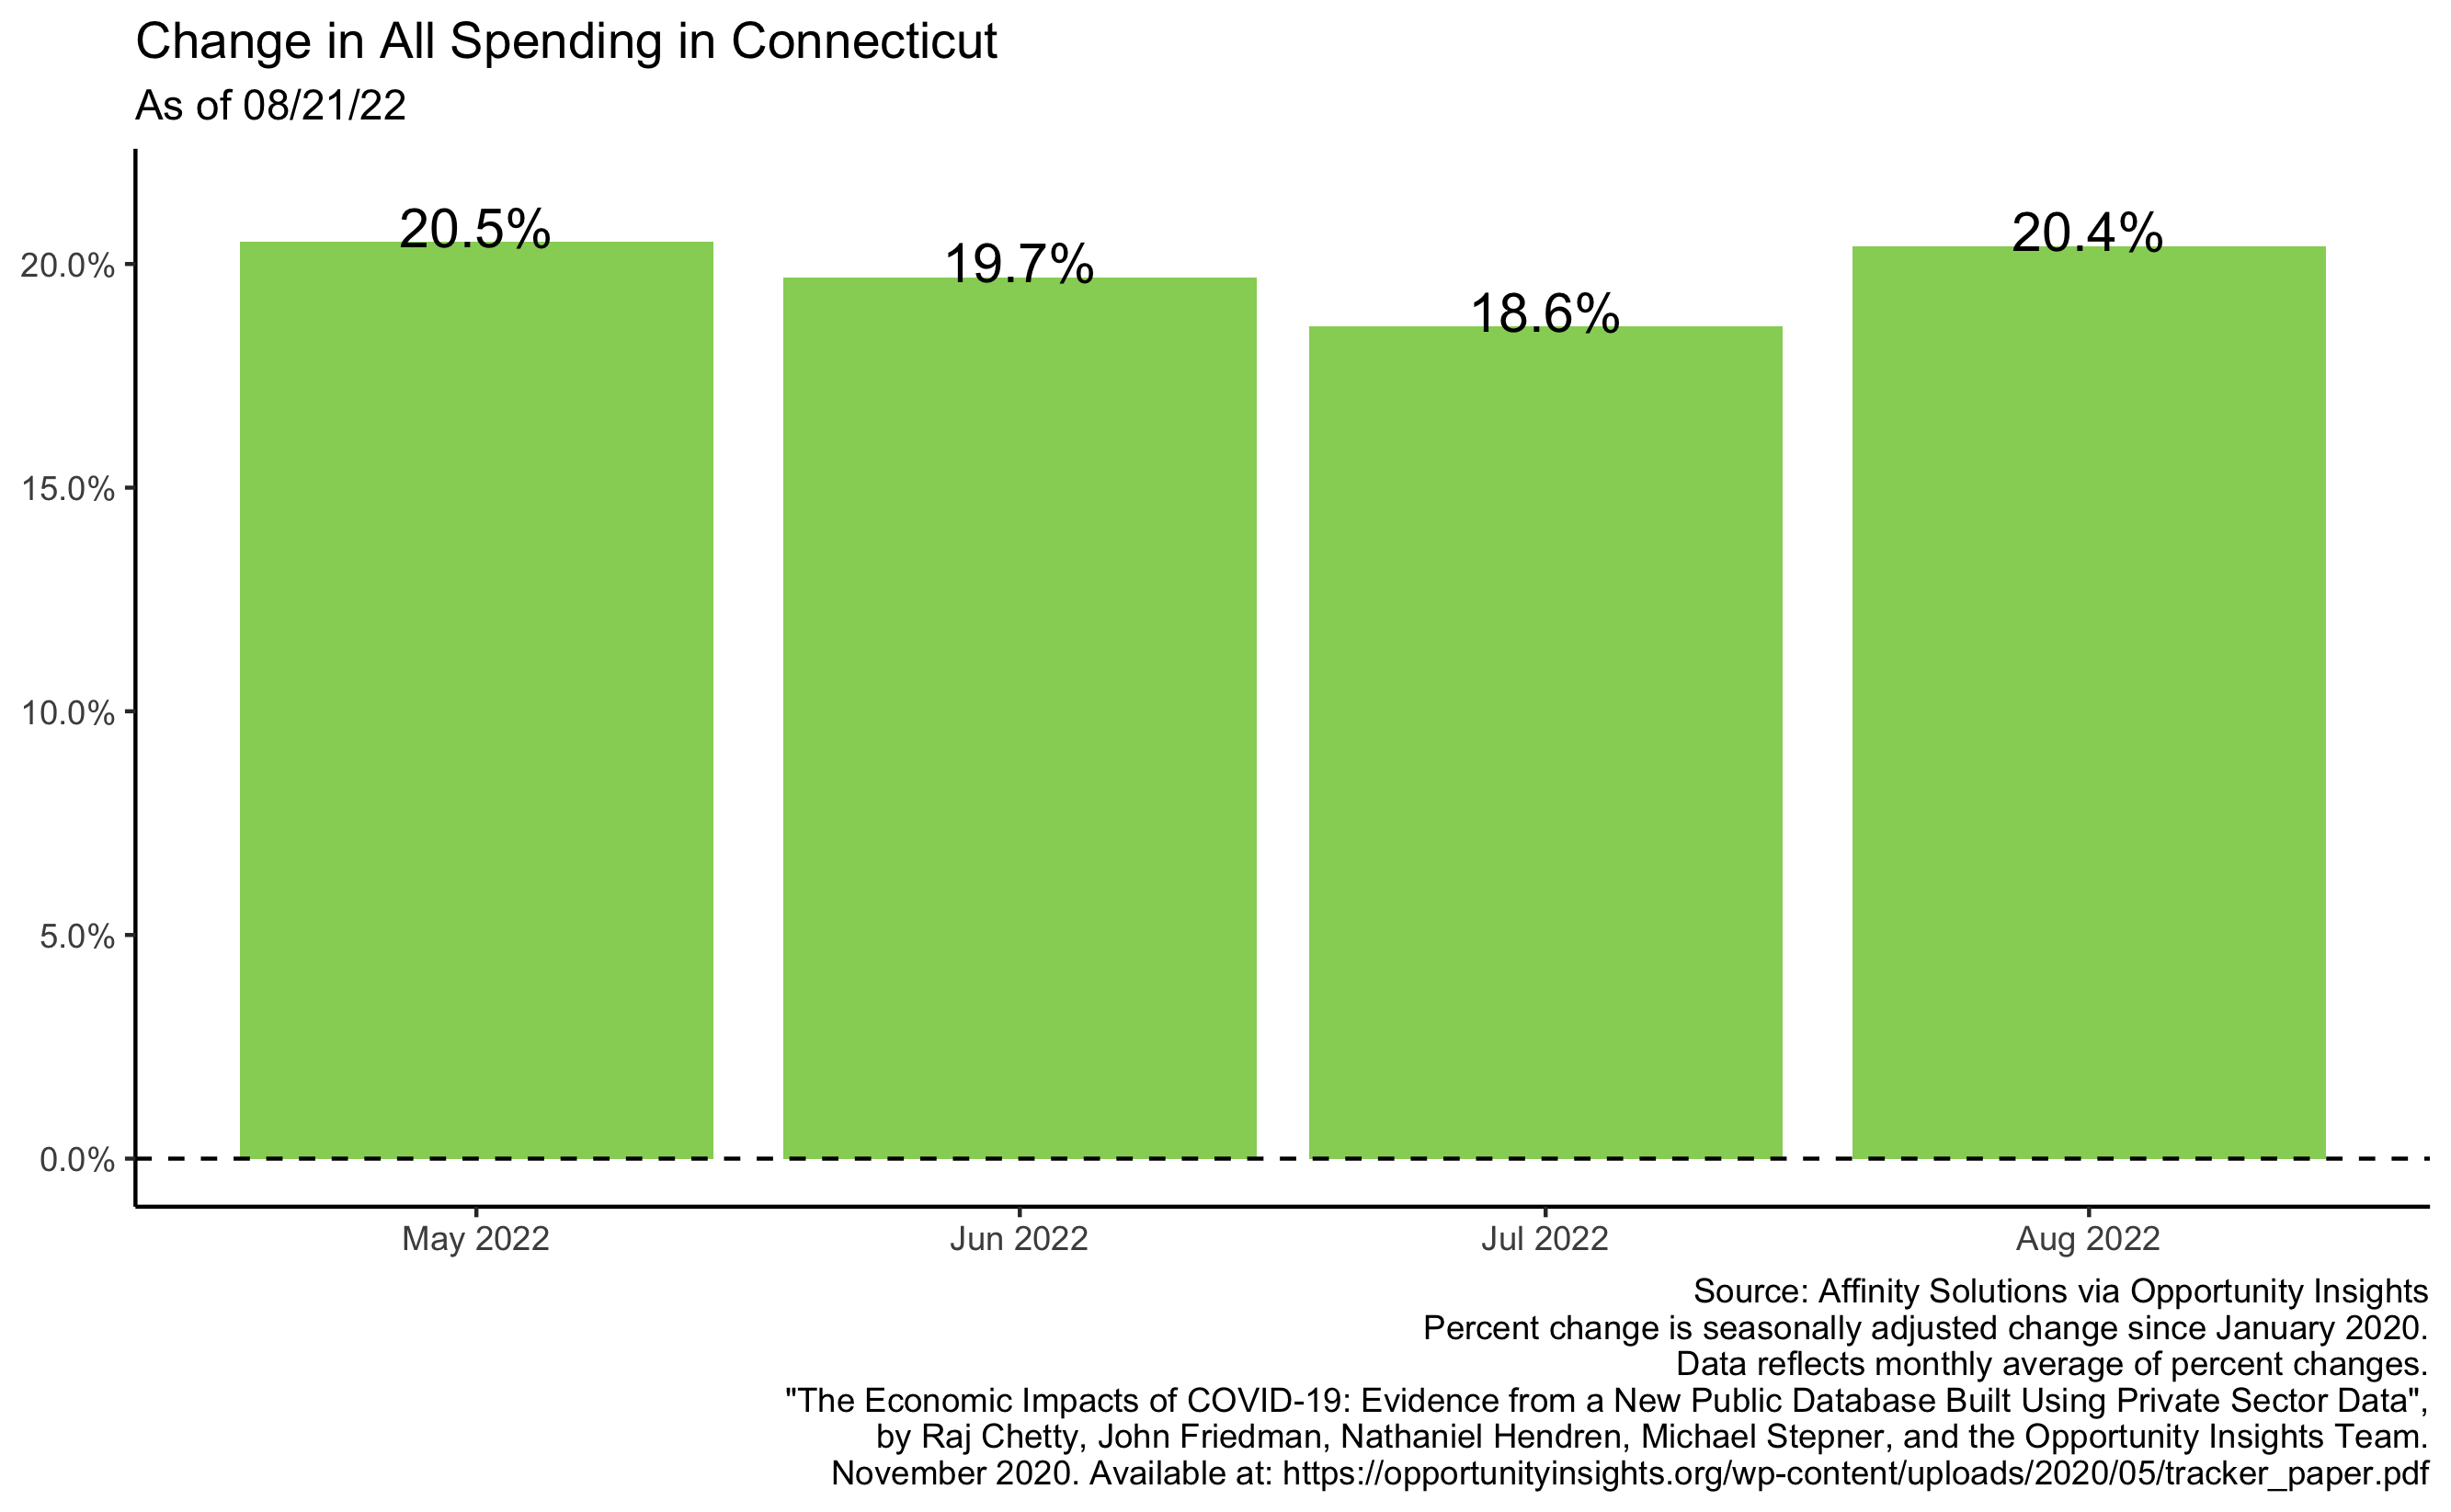 Change in All Spending in Connecticut
As of 08/21/22
20.5%
19.7%
18.6%
20.4%
20.0%
15.0%
10.0%
5.0%
0.0%
May 2022
Jun 2022
Jul 2022
Aug 2022
Source: Affinity Solutions via Opportunity Insights
Percent change is seasonally adjusted change since January 2020.
Data reflects monthly average of percent changes.
"The Economic Impacts of COVID-19: Evidence from a New Public Database Built Using Private Sector Data",
by Raj Chetty, John Friedman, Nathaniel Hendren, Michael Stepner, and the Opportunity Insights Team.
November 2020. Available at: https://opportunityinsights.org/wp-content/uploads/2020/05/tracker_paper.pdf